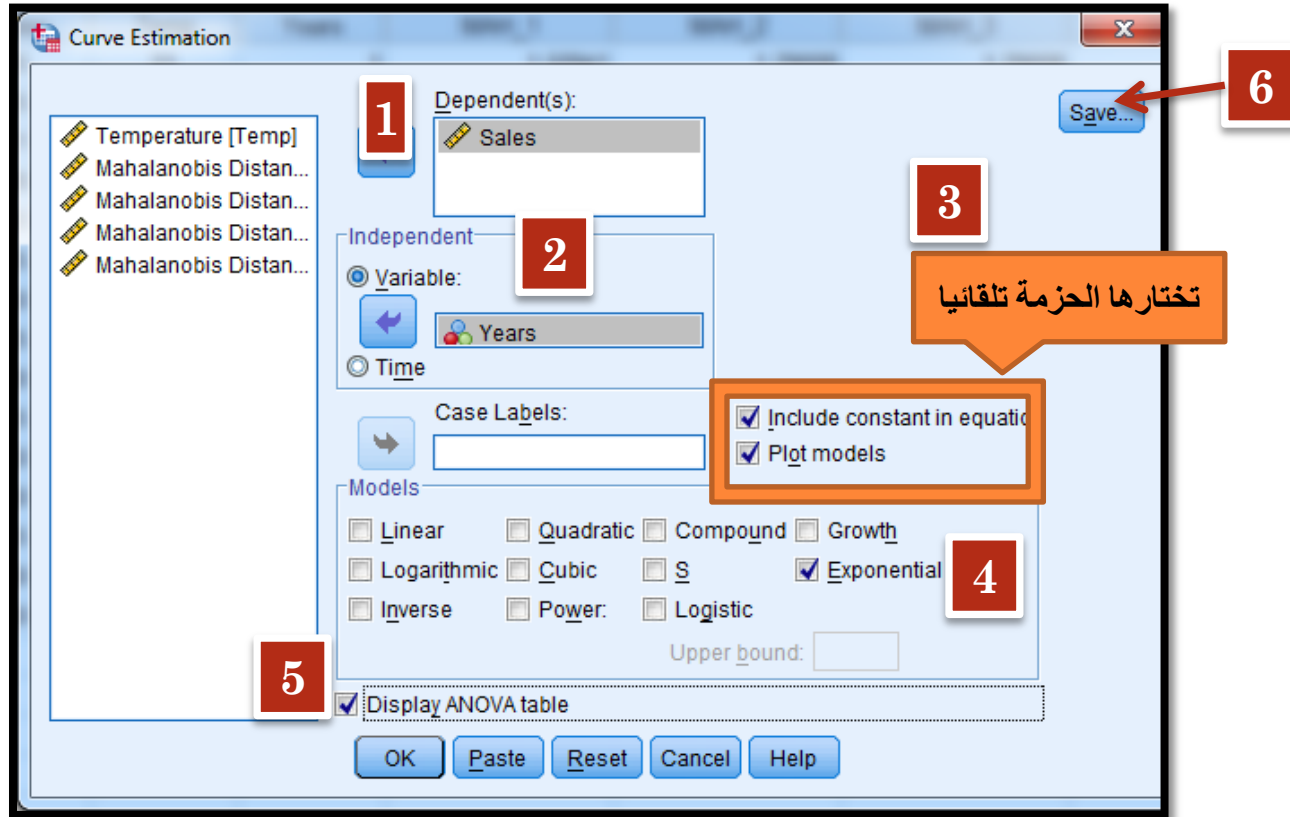 Curve Estimation
1
Dependent(s):
Save...
6
Temperature [Temp]
Mahalanobis Distan...
Mahalanobis Distan...
Mahalanobis Distan...
Mahalanobis Distan...
Sales
3
Independent
2
Variable:
تختارها الحزمة تلقائيا
Years
Time
Case Labels:
Include constant in equatio
Plot models
Models
Linear Quadratic Compound Growth
Logarithmic Cubic S Exponential
4
Inverse Power: Logistic
Upper bound:
5
Display ANOVA table
OK Paste Reset Cancel Help